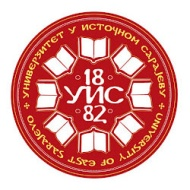 УНИВЕРЗИТЕТ У ИСТОЧНОМ САРАЈЕВУ
18
УИС
82
UNIVERSITY OF EAST SARAJEVO